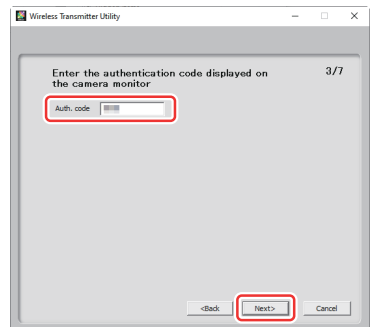 Wireless Transmitter Utility
Enter the authentication code displayed on
the camera monitor
3/7
Auth. code
<Back
Next>
Cancel